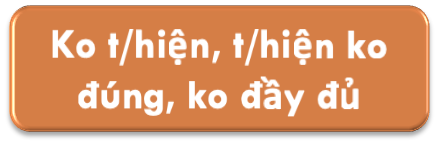 Ko t/hiện, t/hiện ko
đúng, ko đầy đủ